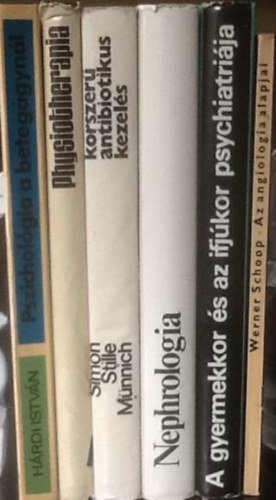 HÁRDI ISTVÁN Pszichológia a betegágynál
Physiotherapia
Simon
Stille
Münnich
korszerű
antibiotikus
kezelés
Nephrologia
A gyermekkor és az ifjúkor psychiatriája
Werner Schoop · Az angiologia alapjai